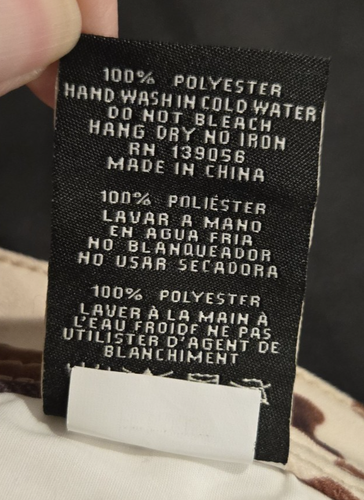 100% POLYESTER
HAND WASH IN COLD WATER
DO NOT BLEACH
HANG DRY NO IRON
RN 139056
MADE IN CHINA
100% POLIÉSTER
LAVAR A MANO
EN AGUA FRIA
NO BLANQUEADOR
NO USAR SECADORA
100% POLYESTER
LAVER À LA MAIN À
L'EAU FROIDE NE PAS
UTILISTER D'AGENT DE
BLANCHIMENT